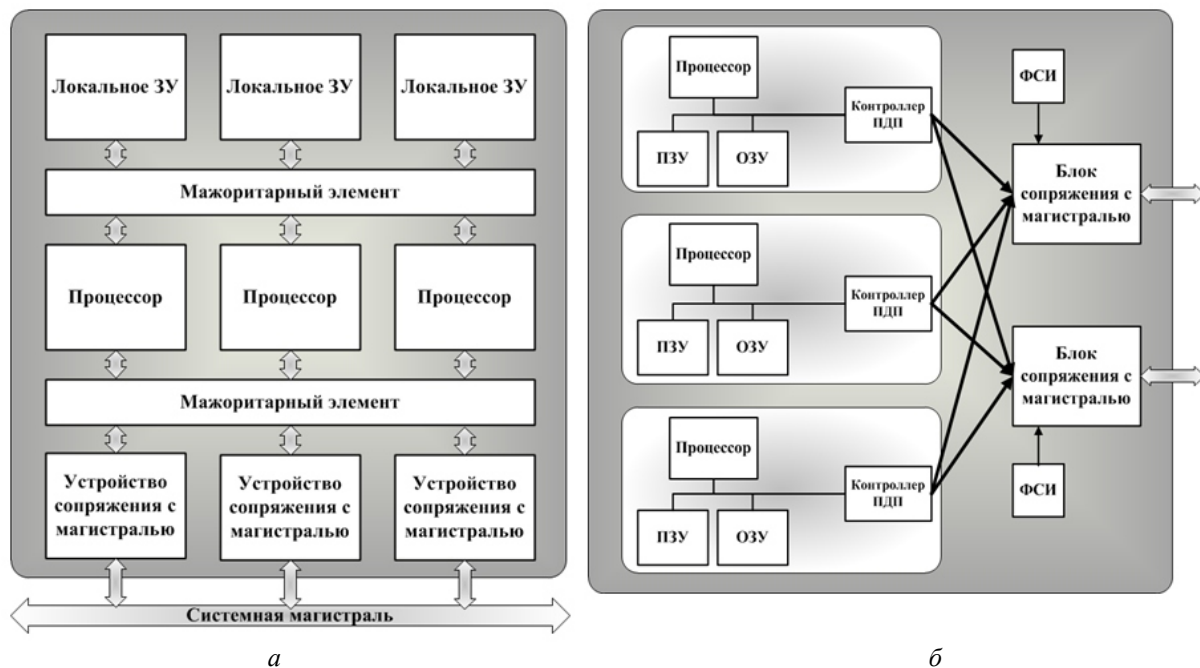 Локальное ЗУ
Локальное ЗУ
Локальное ЗУ
Мажоритарный элемент
Процессор
Процессор
Процессор
Мажоритарный элемент
Устройство
сопряжения с
магистралью
Устройство
сопряжения с
магистралью
Устройство
сопряжения с
магистралью
Системная магистраль
а
Процессор
ПЗУ
ОЗУ
Контроллер
ПДП
Процессор
ПЗУ
ОЗУ
Контроллер
ПДП
Процессор
ПЗУ
ОЗУ
Контроллер
ПДП
ФСИ
Блок
сопряжения с
магистралью
Блок
сопряжения с
магистралью
ФСИ
б